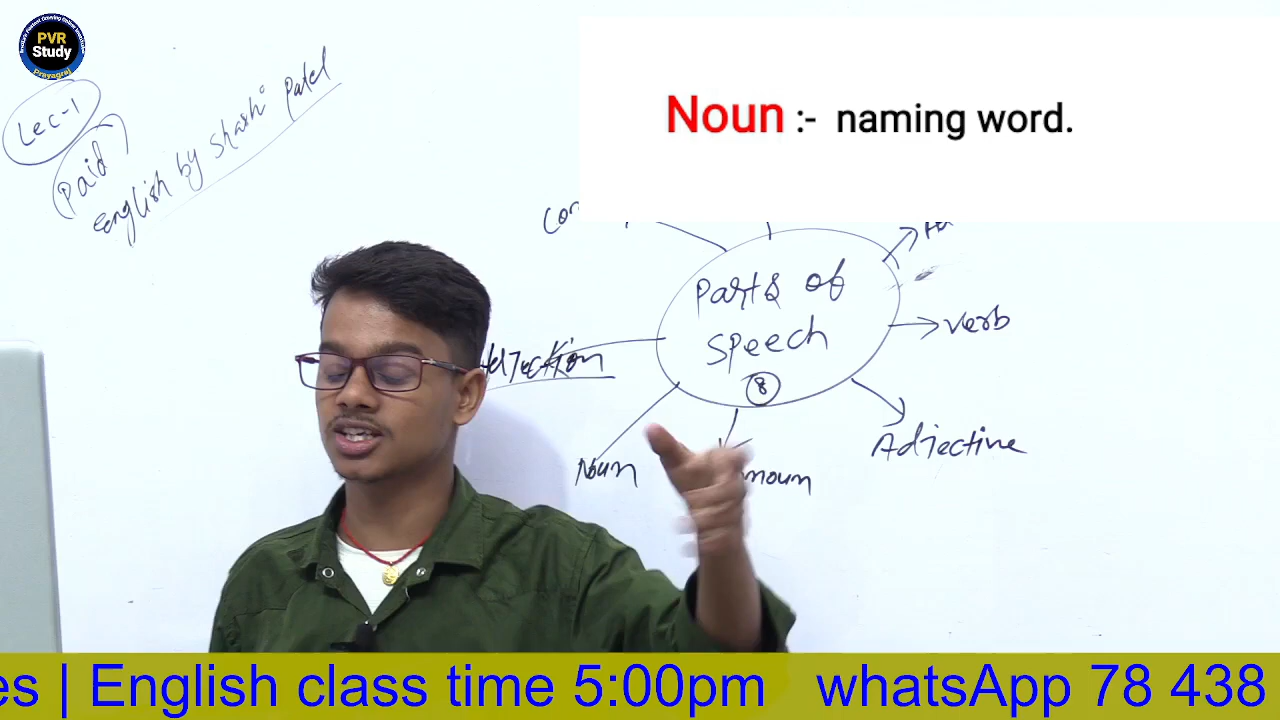 PVR
Study
Prayagraj
Lec-1
Paid
English by Shashi Patel
Noun :- naming word.
Parts of
speech
8
verb
Adjective
Noun
es | English class time 5:00pm whatsApp 78 438